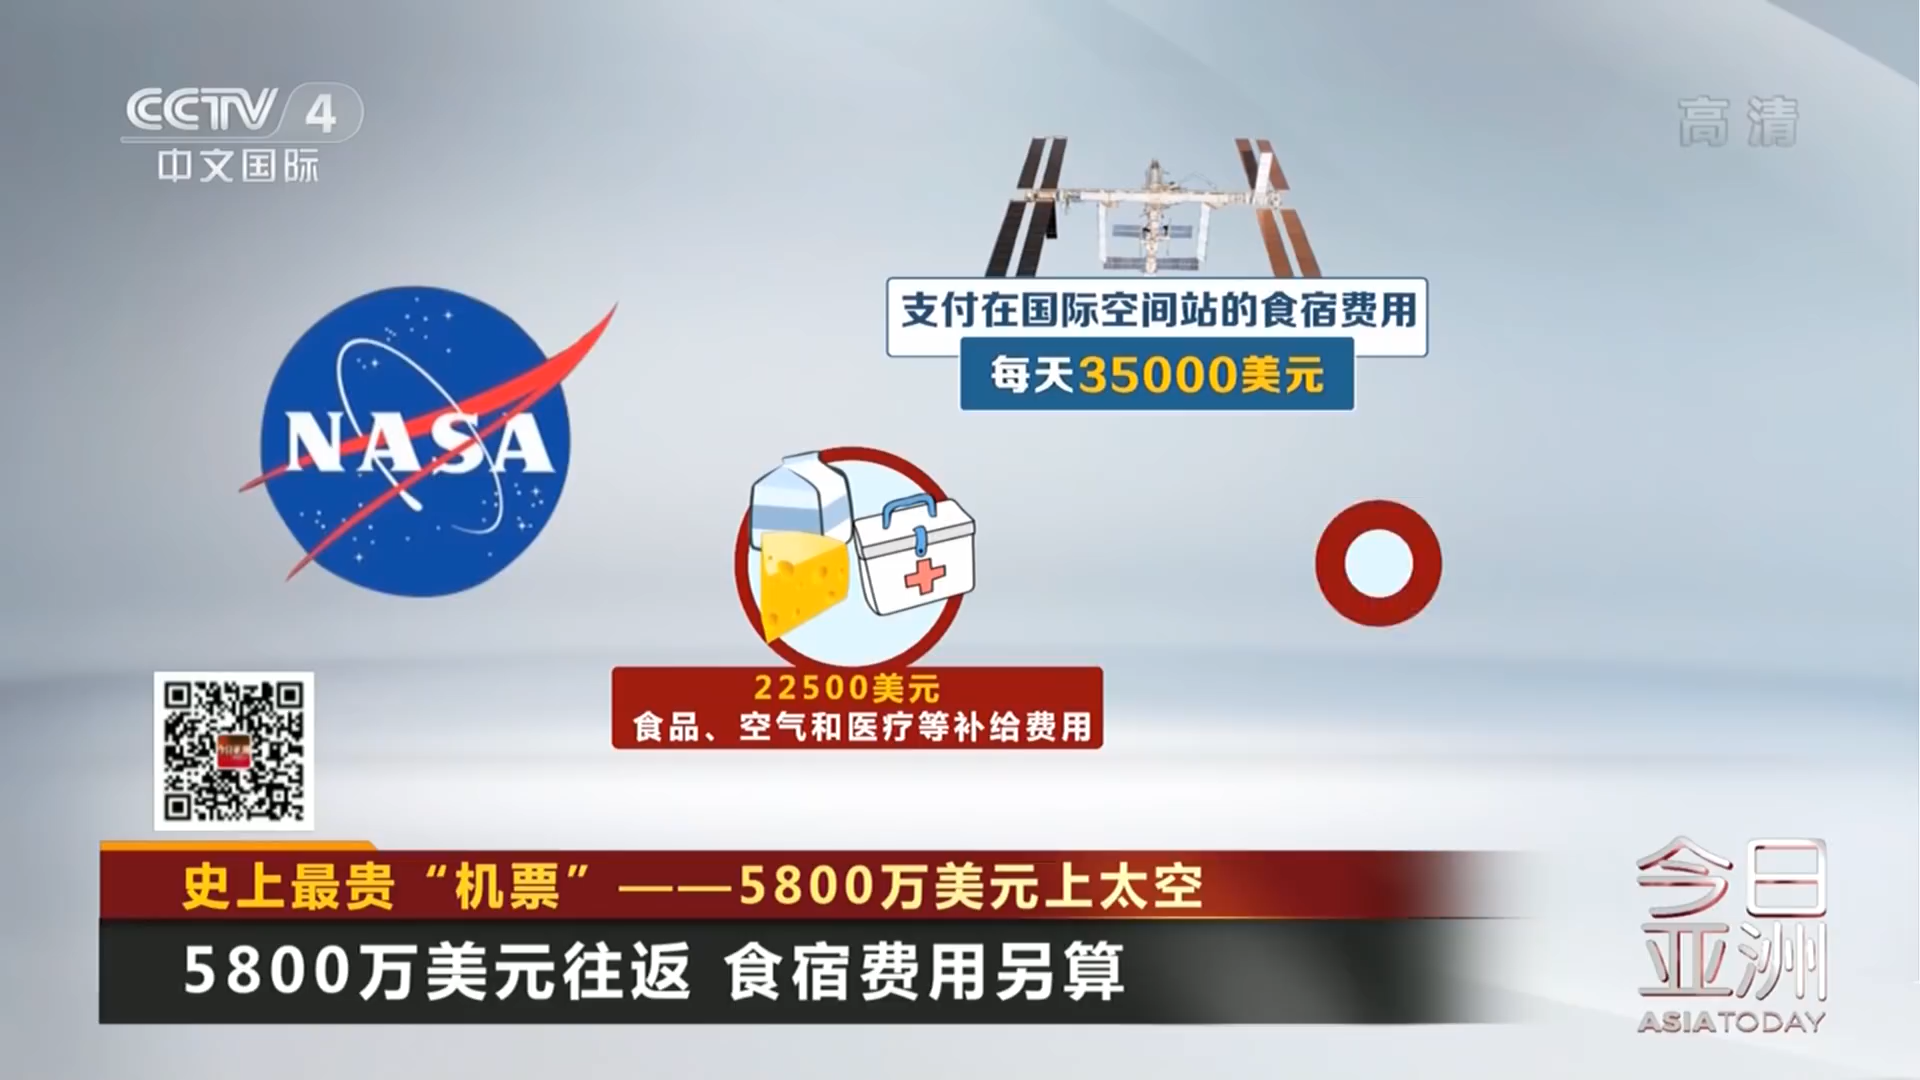 CCTV 4
中文国际
高清
支付在国际空间站的食宿费用
每天35000美元
NASA
22500美元
食品、空气和医疗等补给费用
史上最贵“机票”——5800万美元上太空
5800万美元往返 食宿费用另算
今日
亚洲
ASIATODAY